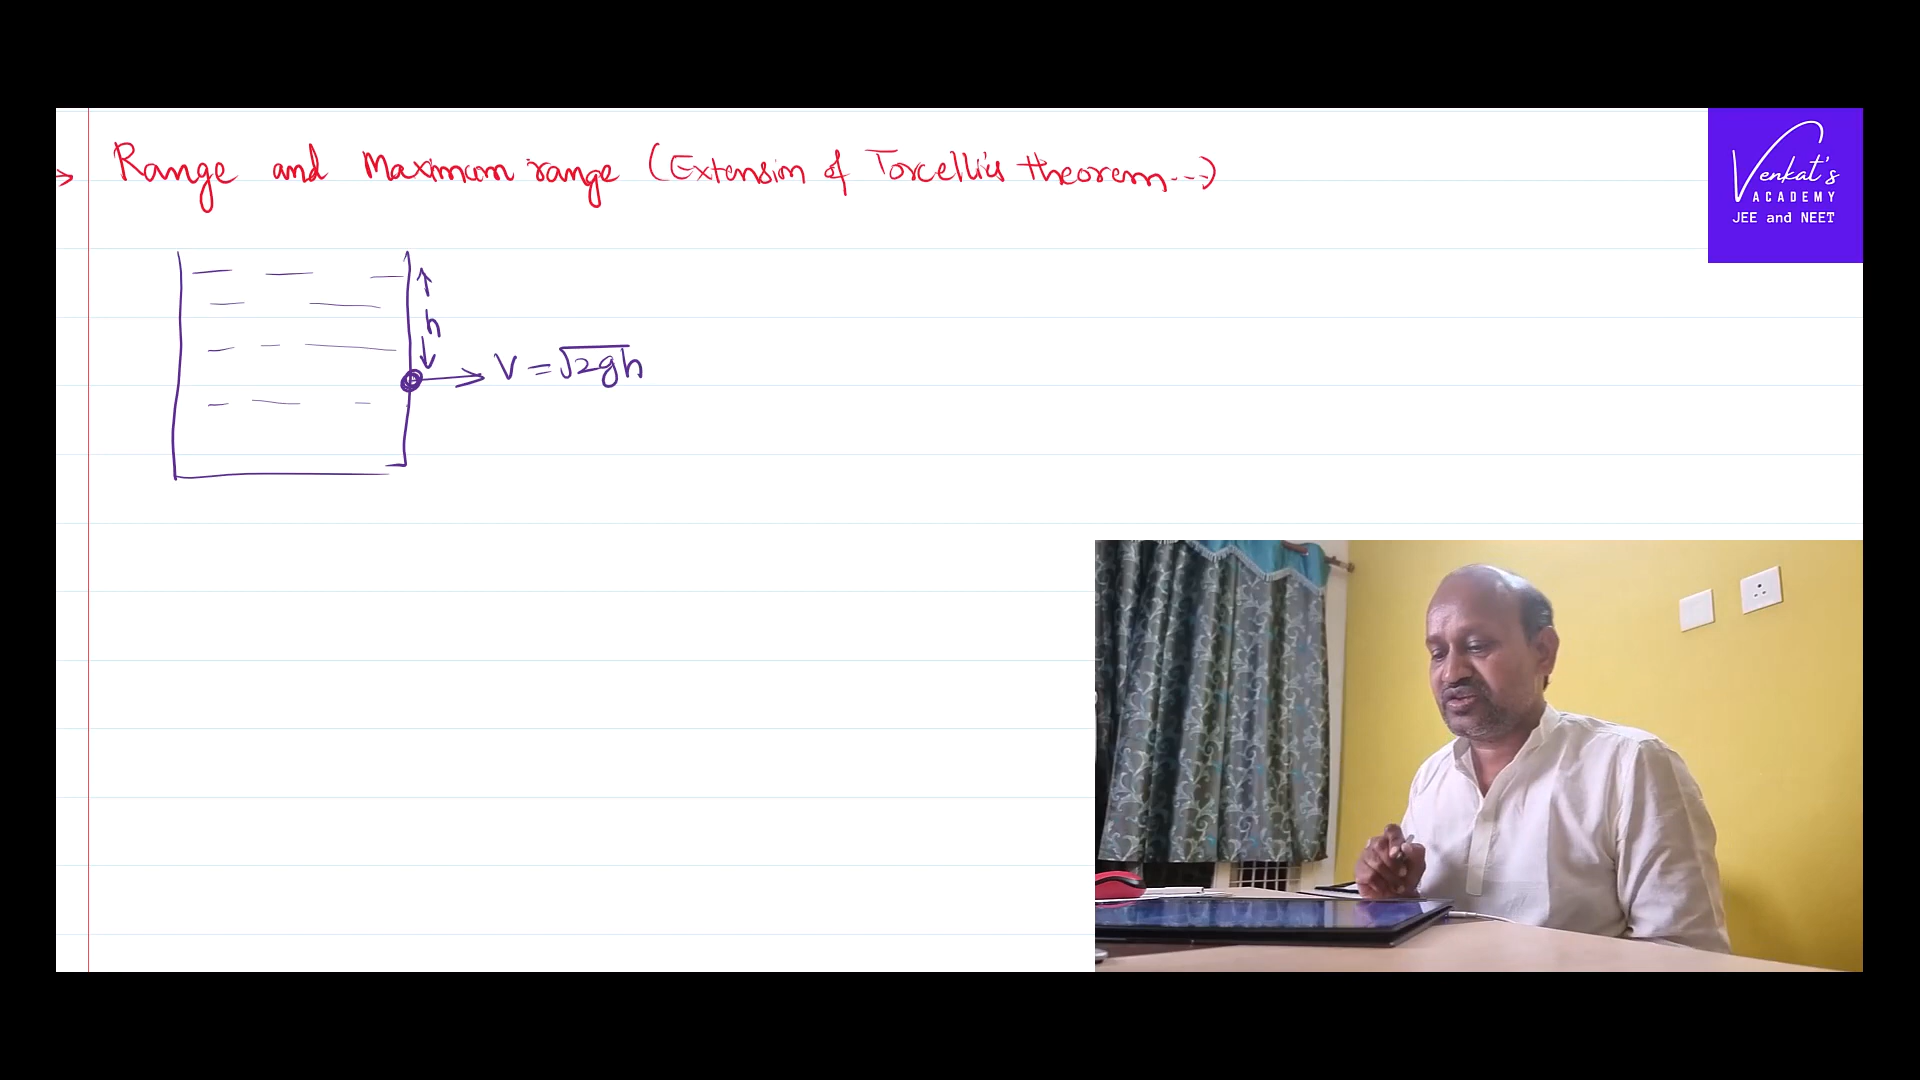 → Range and Maximum range (Extension of Torcelli's theorem...)
h
V = √2gh
Venkat's
ACADEMY
JEE and NEET